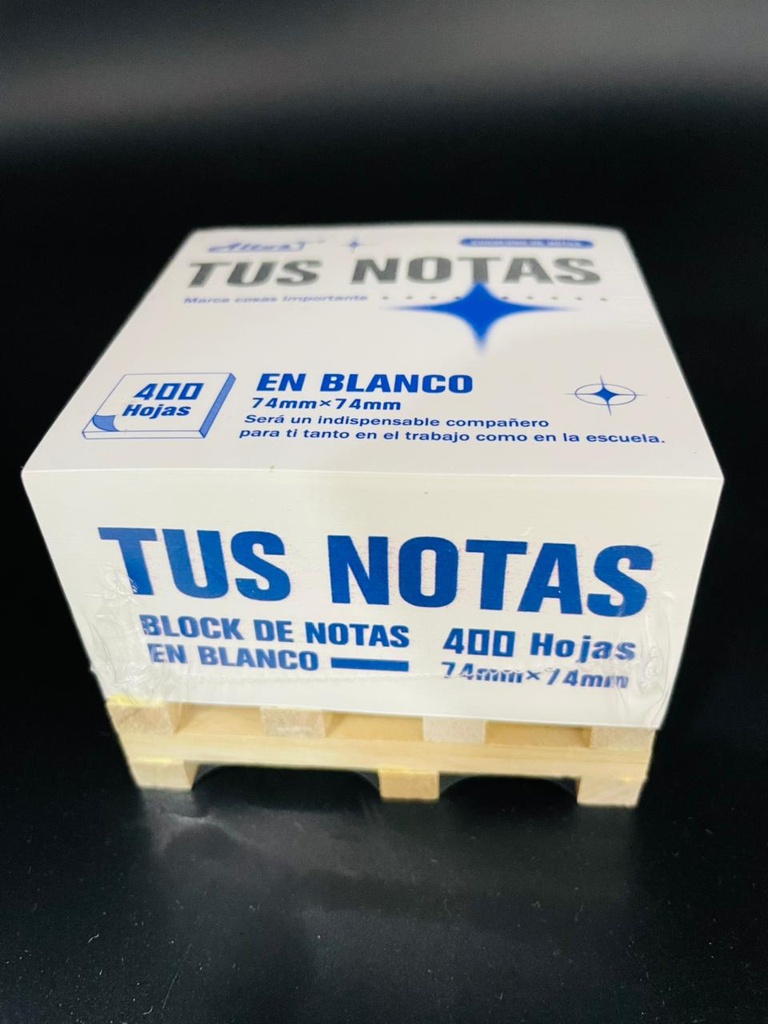 TUS NOTAS
Marca cosas importante
400
Hojas
EN BLANCO
74mm×74mm
Será un indispensable compañero
para ti tanto en el trabajo como en la escuela.
TUS NOTAS
BLOCK DE NOTAS
EN BLANCO
400 Hojas
74mm×74mm